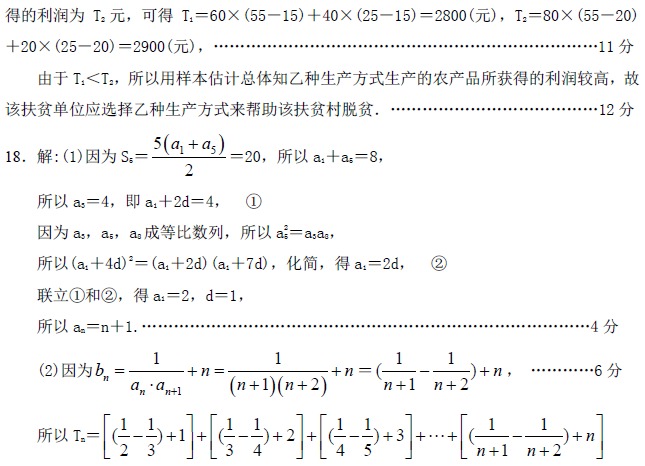 得的利润为 T₂ 元，可得 T₁＝60×(55－15)＋40×(25－15)＝2800(元)，T₂＝80×(55－20)
＋20×(25－20)＝2900(元)，……………………………………………………………11 分
由于 T₁＜T₂，所以用样本估计总体知乙种生产方式生产的农产品所获得的利润较高，故
该扶贫单位应选择乙种生产方式来帮助该扶贫村脱贫．………………………………12 分
18．解：(1)因为 S₅＝5(a₁＋a₅)/2＝20，所以 a₁＋a₅＝8，
所以 a₃＝4，即 a₁＋2d＝4，　①
因为 a₃，a₅，a₈ 成等比数列，所以 a₅²＝a₃a₈，
所以(a₁＋4d)²＝(a₁＋2d)(a₁＋7d)，化简，得 a₁＝2d，　②
联立①和②，得 a₁＝2，d＝1，
所以 aₙ＝n＋1.………………………………………………………………………4 分
(2)因为 bₙ＝1/(aₙ·aₙ₊₁)＋n＝1/((n＋1)(n＋2))＋n＝(1/(n＋1)－1/(n＋2))＋n，…………6 分
所以 Tₙ＝[(1/2－1/3)＋1]＋[(1/3－1/4)＋2]＋[(1/4－1/5)＋3]＋⋯＋[(1/(n＋1)－1/(n＋2))＋n]